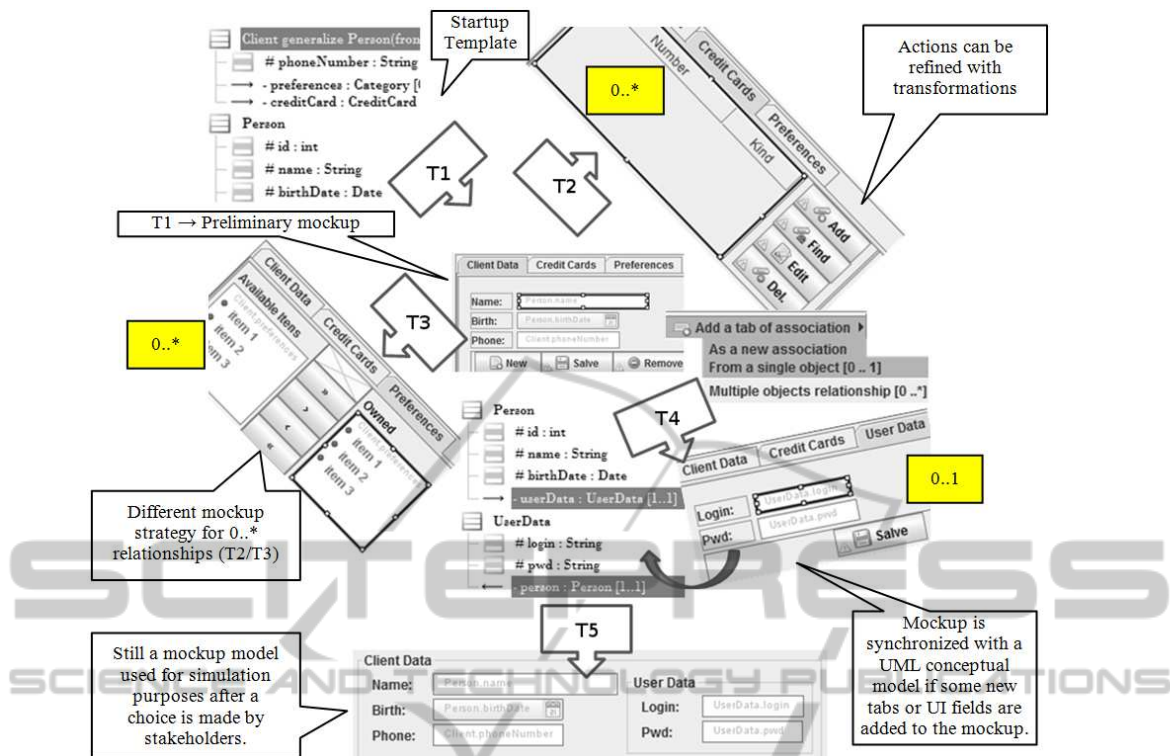 Client generalize Person(from
# phoneNumber : String
- preferences : Category [
- creditCard : CreditCard
Person
# id : int
# name : String
# birthDate : Date
Startup
Template
T1
T2
Number
Kind
Credit Cards
Preferences
0..*
Add
Find
Edit
Del.
Actions can be
refined with
transformations
T1 → Preliminary mockup
Client Data
Credit Cards
Preferences
Name:
Person.name
Birth:
Person.birthDate
Phone:
Client.phoneNumber
New
Salve
Remove
T3
0..*
Client Data
Credit Cards
Preferences
Available Itens
Client.preferences
item 1
item 2
item 3
»
›
‹
«
Owned
Client.preferences
item 1
item 2
item 3
Different mockup
strategy for 0..*
relationships (T2/T3)
Add a tab of association
As a new association
From a single object [0 .. 1]
Multiple objects relationship [0 ..*]
T4
Person
# id : int
# name : String
# birthDate : Date
- userData : UserData [1..1]
UserData
# login : String
# pwd : String
- person : Person [1..1]
Client Data
Credit Cards
User Data
Login:
UserData.login
Pwd:
UserData.pwd
Salve
0..1
Mockup is
synchronized with a
UML conceptual
model if some new
tabs or UI fields are
added to the mockup.
T5
Still a mockup model
used for simulation
purposes after a
choice is made by
stakeholders.
Client Data
Name:
Person.name
Birth:
Person.birthDate
Phone:
Client.phoneNumber
User Data
Login:
UserData.login
Pwd:
UserData.pwd
SCITEPRESS
SCIENCE AND TECHNOLOGY PUBLICATIONS